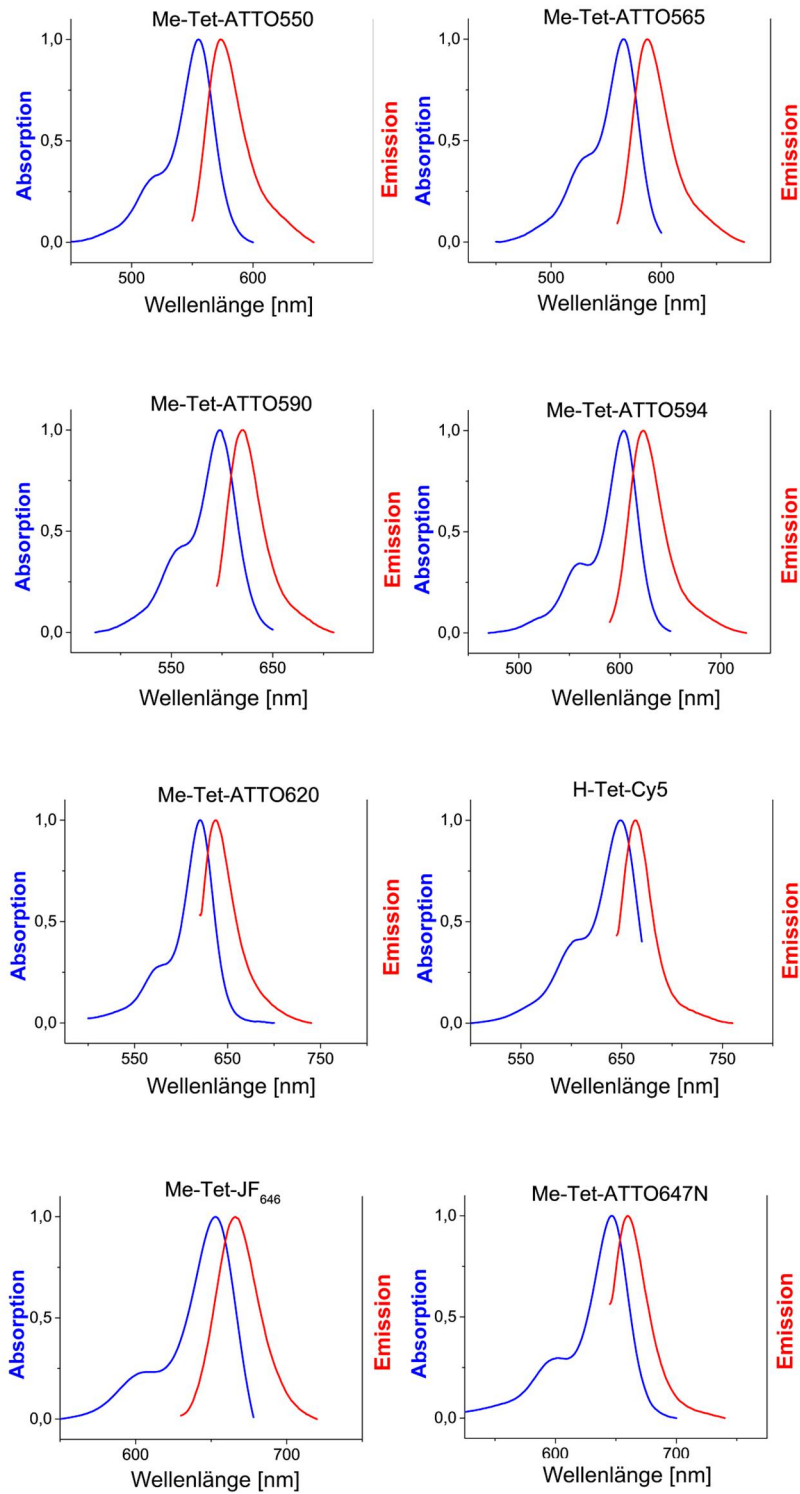 Me-Tet-ATTO550
Absorption
1,0
0,5
0,0
500
600
Wellenlänge [nm]
Emission
Me-Tet-ATTO565
Absorption
1,0
0,5
0,0
500
600
Wellenlänge [nm]
Emission
Me-Tet-ATTO590
Absorption
1,0
0,5
0,0
550
650
Wellenlänge [nm]
Emission
Me-Tet-ATTO594
Absorption
1,0
0,5
0,0
500
600
700
Wellenlänge [nm]
Emission
Me-Tet-ATTO620
Absorption
1,0
0,5
0,0
550
650
750
Wellenlänge [nm]
Emission
H-Tet-Cy5
Absorption
1,0
0,5
0,0
550
650
750
Wellenlänge [nm]
Emission
Me-Tet-JF646
Absorption
1,0
0,5
0,0
600
700
Wellenlänge [nm]
Emission
Me-Tet-ATTO647N
Absorption
1,0
0,5
0,0
600
700
Wellenlänge [nm]
Emission